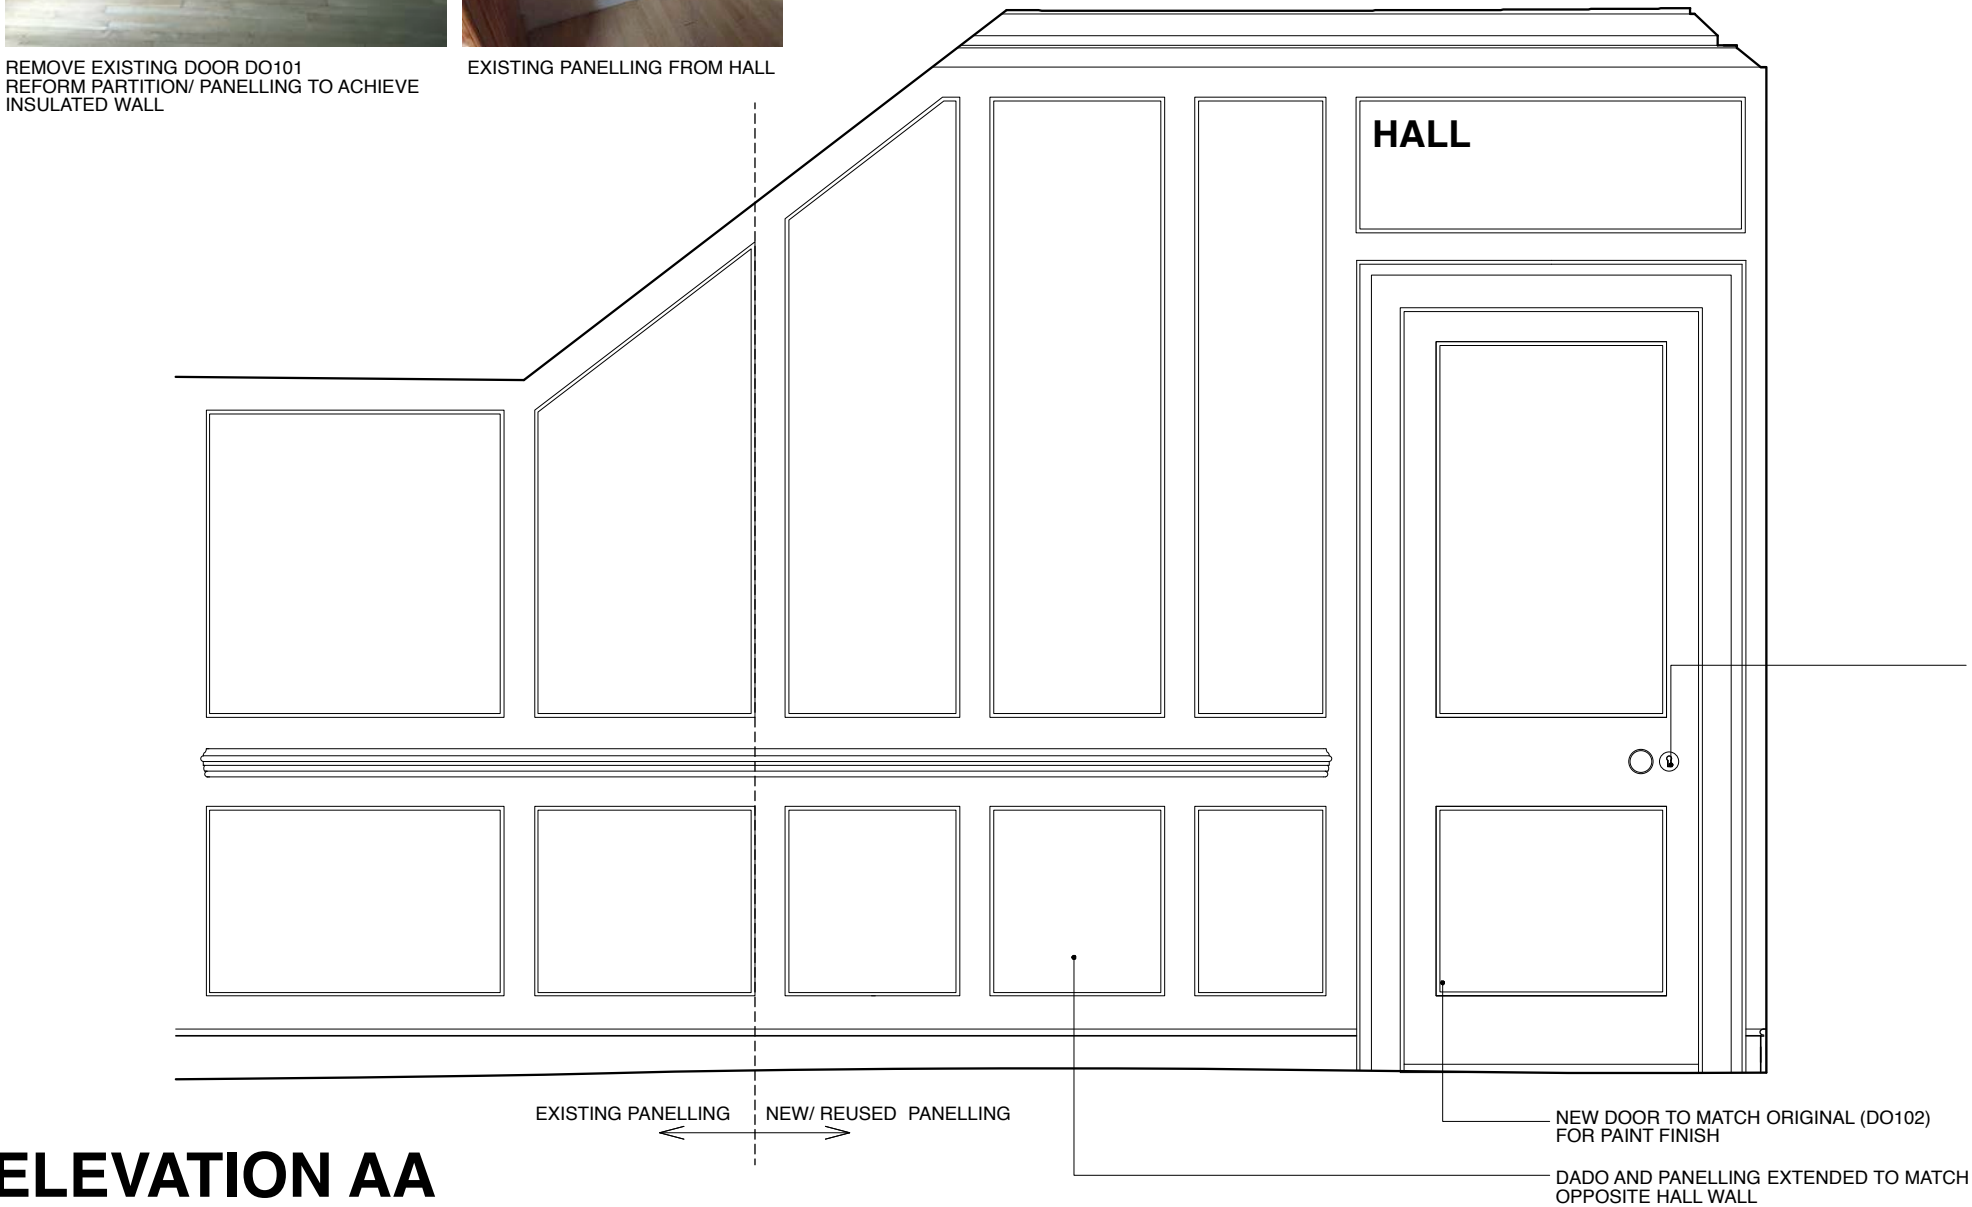 REMOVE EXISTING DOOR DO101
REFORM PARTITION/ PANELLING TO ACHIEVE
INSULATED WALL
EXISTING PANELLING FROM HALL
HALL
EXISTING PANELLING
NEW/ REUSED PANELLING
NEW DOOR TO MATCH ORIGINAL (DO102)
FOR PAINT FINISH
DADO AND PANELLING EXTENDED TO MATCH
OPPOSITE HALL WALL
ELEVATION AA